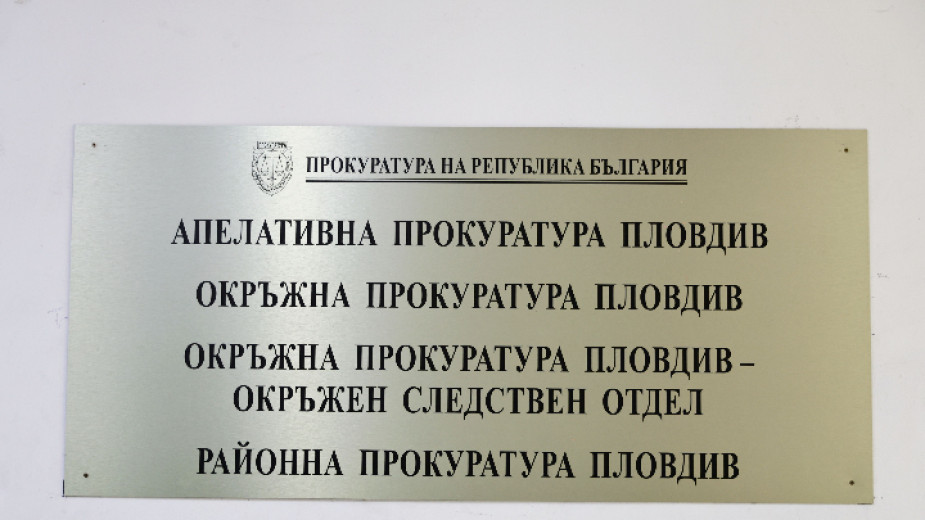 ПРОКУРАТУРА НА РЕПУБЛИКА БЪЛГАРИЯ
АПЕЛАТИВНА ПРОКУРАТУРА ПЛОВДИВ
ОКРЪЖНА ПРОКУРАТУРА ПЛОВДИВ
ОКРЪЖНА ПРОКУРАТУРА ПЛОВДИВ –
ОКРЪЖЕН СЛЕДСТВЕН ОТДЕЛ
РАЙОННА ПРОКУРАТУРА ПЛОВДИВ